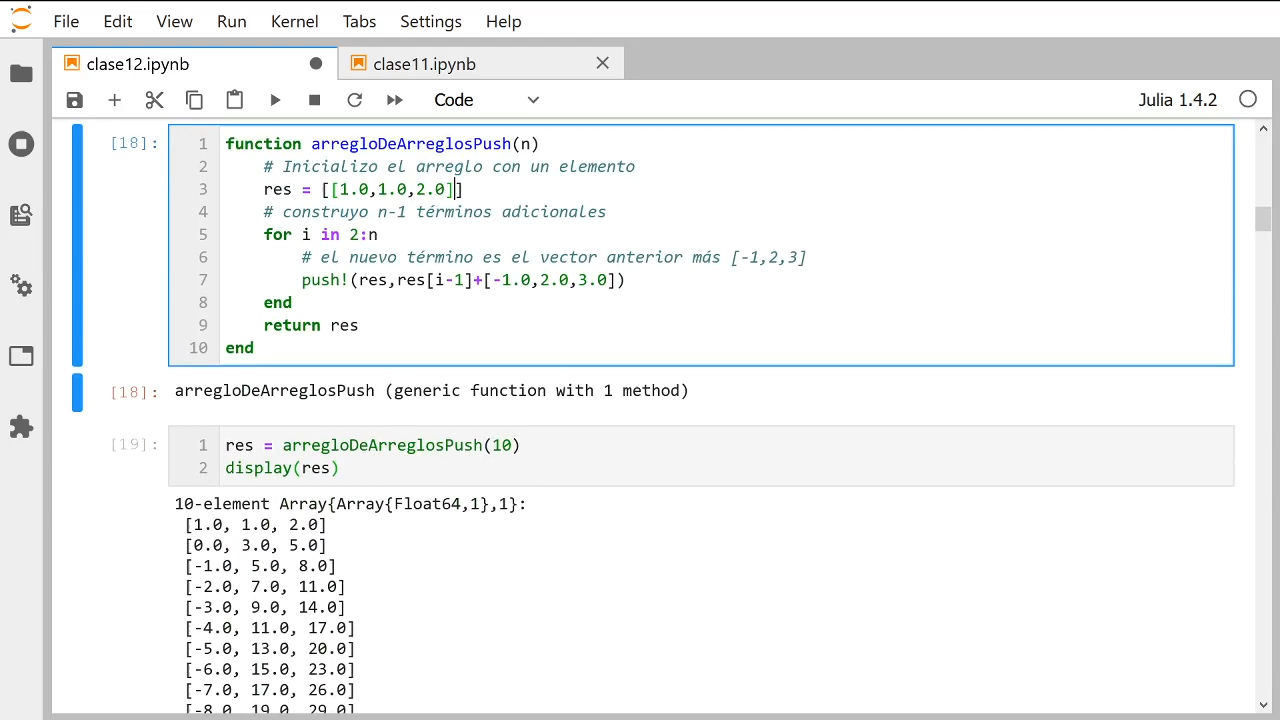 File Edit View Run Kernel Tabs Settings Help
clase12.ipynb clase11.ipynb
Code Julia 1.4.2
[18]: 1 function arregloDeArreglosPush(n)
2 # Inicializo el arreglo con un elemento
3 res = [[1.0,1.0,2.0]]
4 # construyo n-1 términos adicionales
5 for i in 2:n
6 # el nuevo término es el vector anterior más [-1,2,3]
7 push!(res,res[i-1]+[-1.0,2.0,3.0])
8 end
9 return res
10 end
[18]: arregloDeArreglosPush (generic function with 1 method)
[19]: 1 res = arregloDeArreglosPush(10)
2 display(res)
10-element Array{Array{Float64,1},1}:
[1.0, 1.0, 2.0]
[0.0, 3.0, 5.0]
[-1.0, 5.0, 8.0]
[-2.0, 7.0, 11.0]
[-3.0, 9.0, 14.0]
[-4.0, 11.0, 17.0]
[-5.0, 13.0, 20.0]
[-6.0, 15.0, 23.0]
[-7.0, 17.0, 26.0]
[-8.0, 19.0, 29.0]